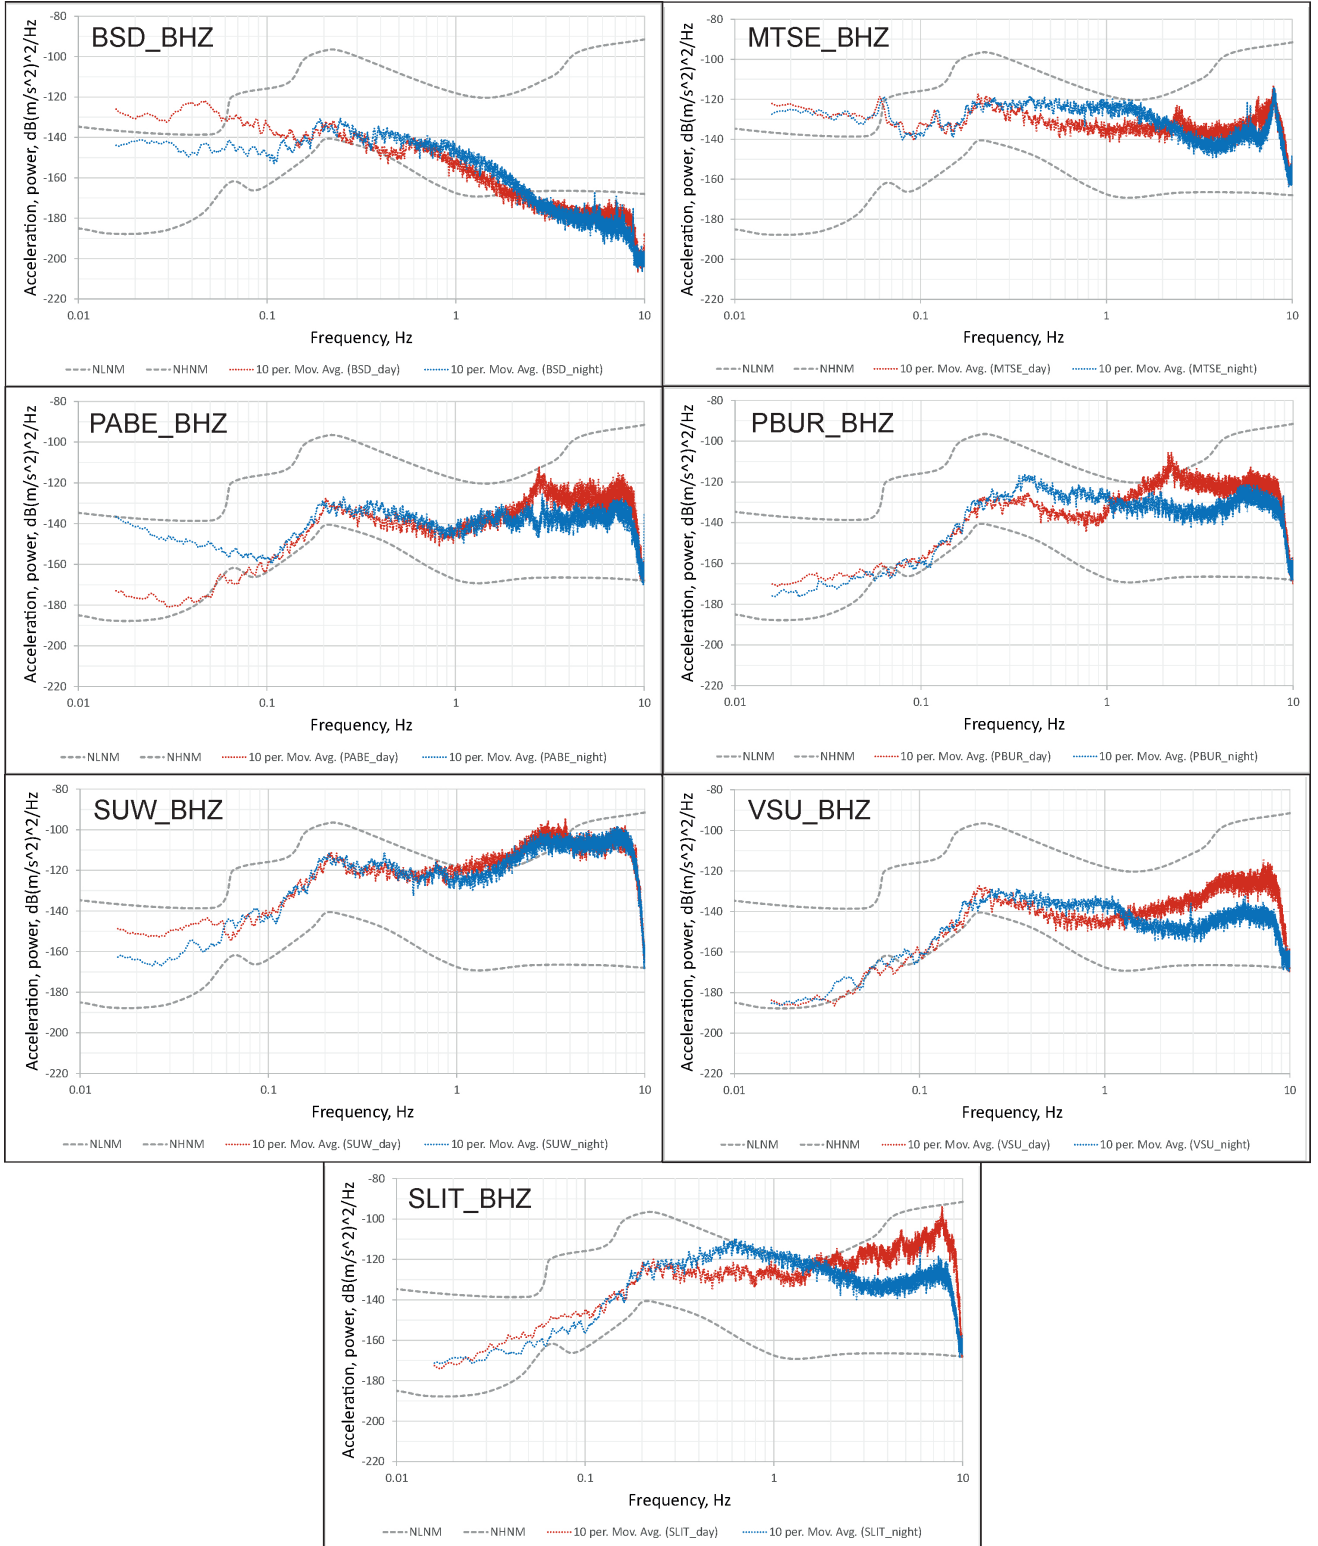 BSD_BHZ
Acceleration, power, dB(m/s^2)^2/Hz
-80
-100
-120
-140
-160
-180
-200
-220
0.01
0.1
1
10
Frequency, Hz
NLNM
NHNM
10 per. Mov. Avg. (BSD_day)
10 per. Mov. Avg. (BSD_night)
MTSE_BHZ
Acceleration, power, dB(m/s^2)^2/Hz
-80
-100
-120
-140
-160
-180
-200
-220
0.01
0.1
1
10
Frequency, Hz
NLNM
NHNM
10 per. Mov. Avg. (MTSE_day)
10 per. Mov. Avg. (MTSE_night)
PABE_BHZ
Acceleration, power, dB(m/s^2)^2/Hz
-80
-100
-120
-140
-160
-180
-200
-220
0.01
0.1
1
10
Frequency, Hz
NLNM
NHNM
10 per. Mov. Avg. (PABE_day)
10 per. Mov. Avg. (PABE_night)
PBUR_BHZ
Acceleration, power, dB(m/s^2)^2/Hz
-80
-100
-120
-140
-160
-180
-200
-220
0.01
0.1
1
10
Frequency, Hz
NLNM
NHNM
10 per. Mov. Avg. (PBUR_day)
10 per. Mov. Avg. (PBUR_night)
SUW_BHZ
Acceleration, power, dB(m/s^2)^2/Hz
-80
-100
-120
-140
-160
-180
-200
-220
0.01
0.1
1
10
Frequency, Hz
NLNM
NHNM
10 per. Mov. Avg. (SUW_day)
10 per. Mov. Avg. (SUW_night)
VSU_BHZ
Acceleration, power, dB(m/s^2)^2/Hz
-80
-100
-120
-140
-160
-180
-200
-220
0.01
0.1
1
10
Frequency, Hz
NLNM
NHNM
10 per. Mov. Avg. (VSU_day)
10 per. Mov. Avg. (VSU_night)
SLIT_BHZ
Acceleration, power, dB(m/s^2)^2/Hz
-80
-100
-120
-140
-160
-180
-200
-220
0.01
0.1
1
10
Frequency, Hz
NLNM
NHNM
10 per. Mov. Avg. (SLIT_day)
10 per. Mov. Avg. (SLIT_night)